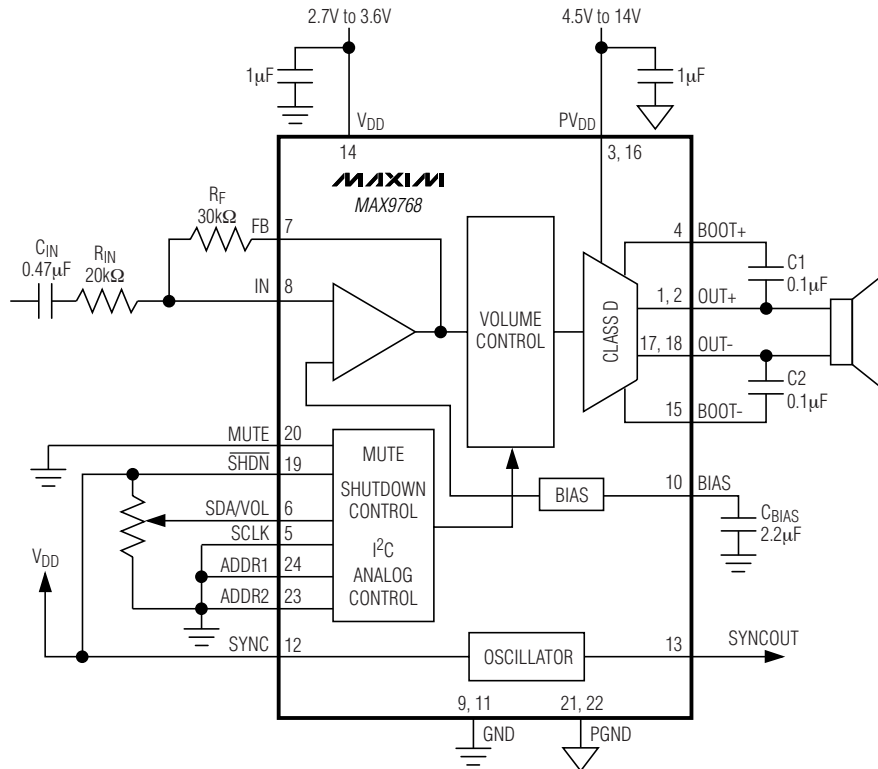 2.7V to 3.6V
4.5V to 14V
1µF
1µF
VDD
PVDD
14
3, 16
MAXIM
MAX9768
RF
30kΩ
FB
7
4
BOOT+
CIN
0.47µF
RIN
20kΩ
C1
0.1µF
IN
8
1, 2
OUT+
VOLUME
CONTROL
CLASS D
17, 18
OUT-
C2
0.1µF
15
BOOT-
MUTE
20
SHDN
19
MUTE
SHUTDOWN
CONTROL
I²C
ANALOG
CONTROL
BIAS
10
BIAS
CBIAS
2.2µF
SDA/VOL
6
SCLK
5
VDD
ADDR1
24
ADDR2
23
SYNC
12
OSCILLATOR
13
SYNCOUT
9, 11
GND
21, 22
PGND